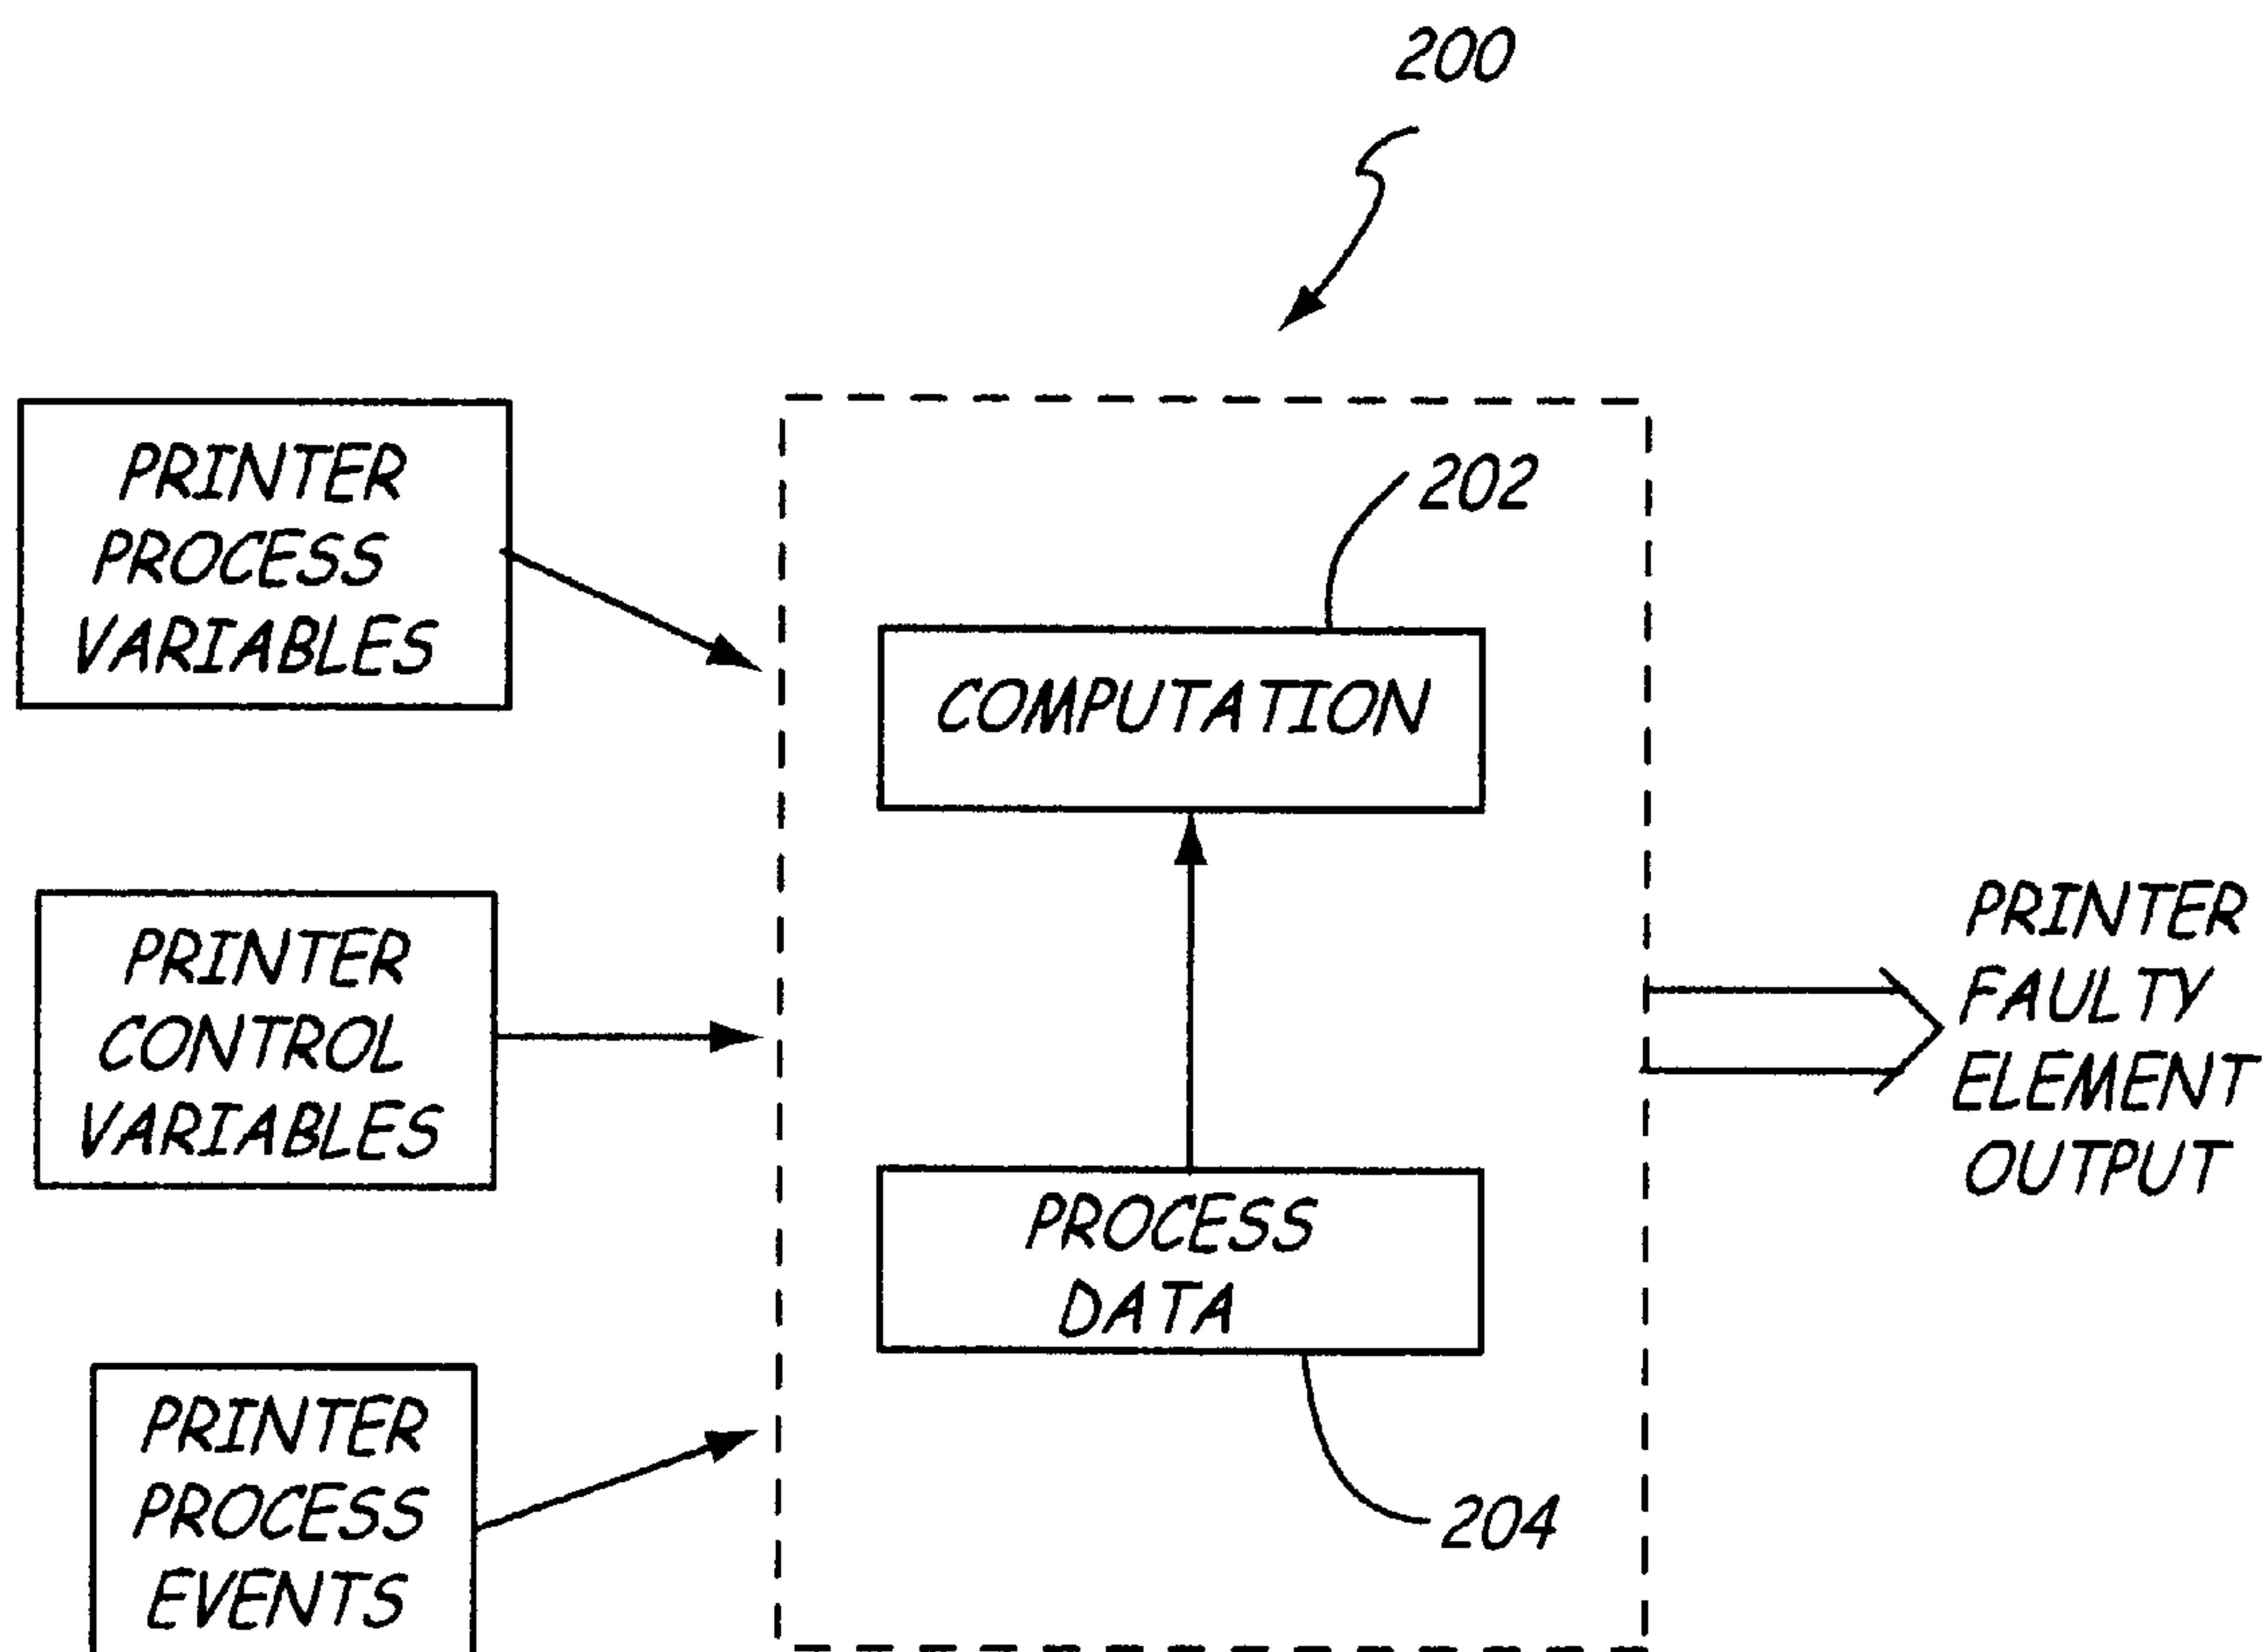 200
PRINTER
PROCESS
VARIABLES
202
COMPUTATION
PRINTER
CONTROL
VARIABLES
PRINTER
FAULTY
ELEMENT
OUTPUT
PROCESS
DATA
PRINTER
PROCESS
EVENTS
204